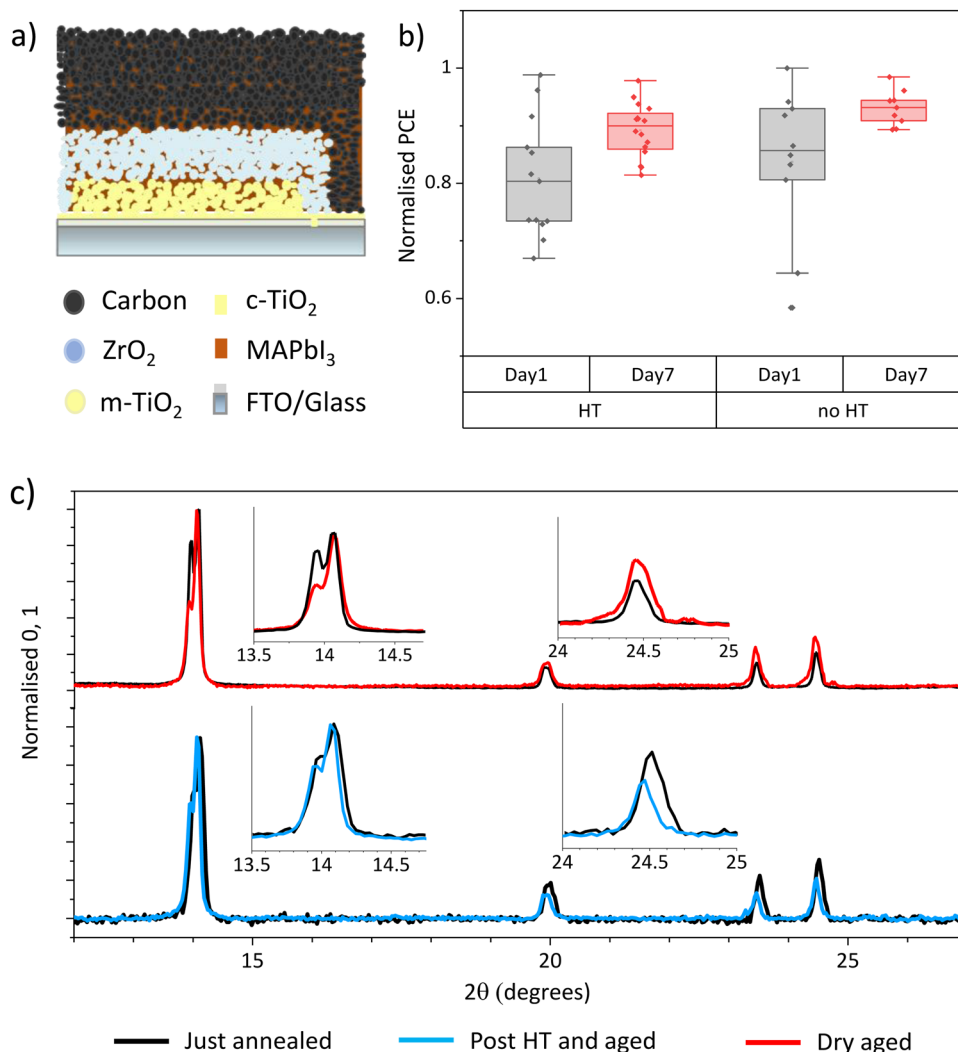 a)
Carbon
c-TiO₂
ZrO₂
MAPbI₃
m-TiO₂
FTO/Glass
b)
Normalised PCE
1
0.8
0.6
Day1 Day7 Day1 Day7
HT no HT
c)
Normalised 0, 1
13.5 14 14.5
24 24.5 25
13.5 14 14.5
24 24.5 25
15 20 25
2θ (degrees)
Just annealed Post HT and aged Dry aged